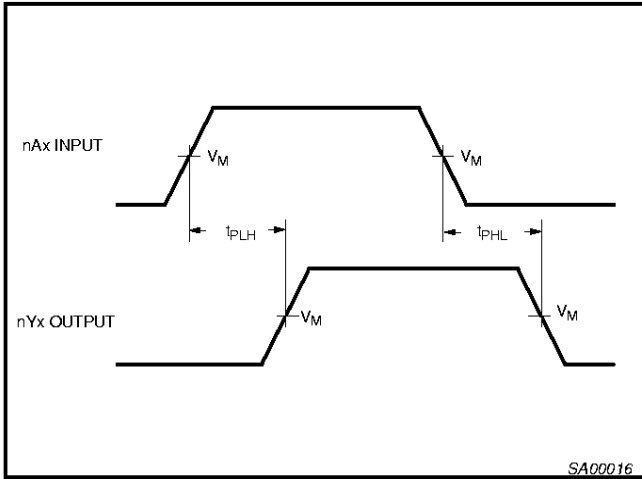 nAx INPUT
VM
VM
tPLH
tPHL
nYx OUTPUT
VM
VM
SA00016